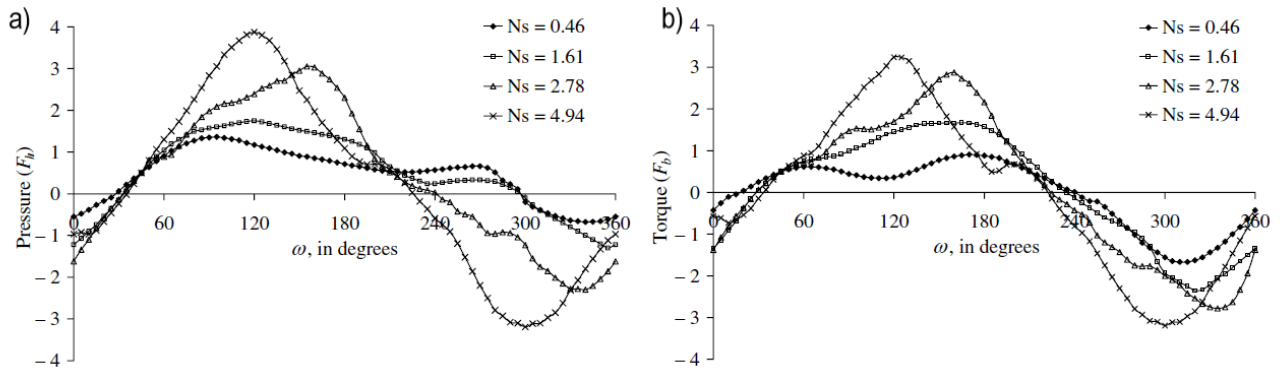 a)
Pressure (Fh)
4
3
2
1
0
– 1
– 2
– 3
– 4
0
60
120
180
240
300
360
ω, in degrees
Ns = 0.46
Ns = 1.61
Ns = 2.78
Ns = 4.94
b)
Torque (Fb)
4
3
2
1
0
– 1
– 2
– 3
– 4
0
60
120
180
240
300
360
ω, in degrees
Ns = 0.46
Ns = 1.61
Ns = 2.78
Ns = 4.94